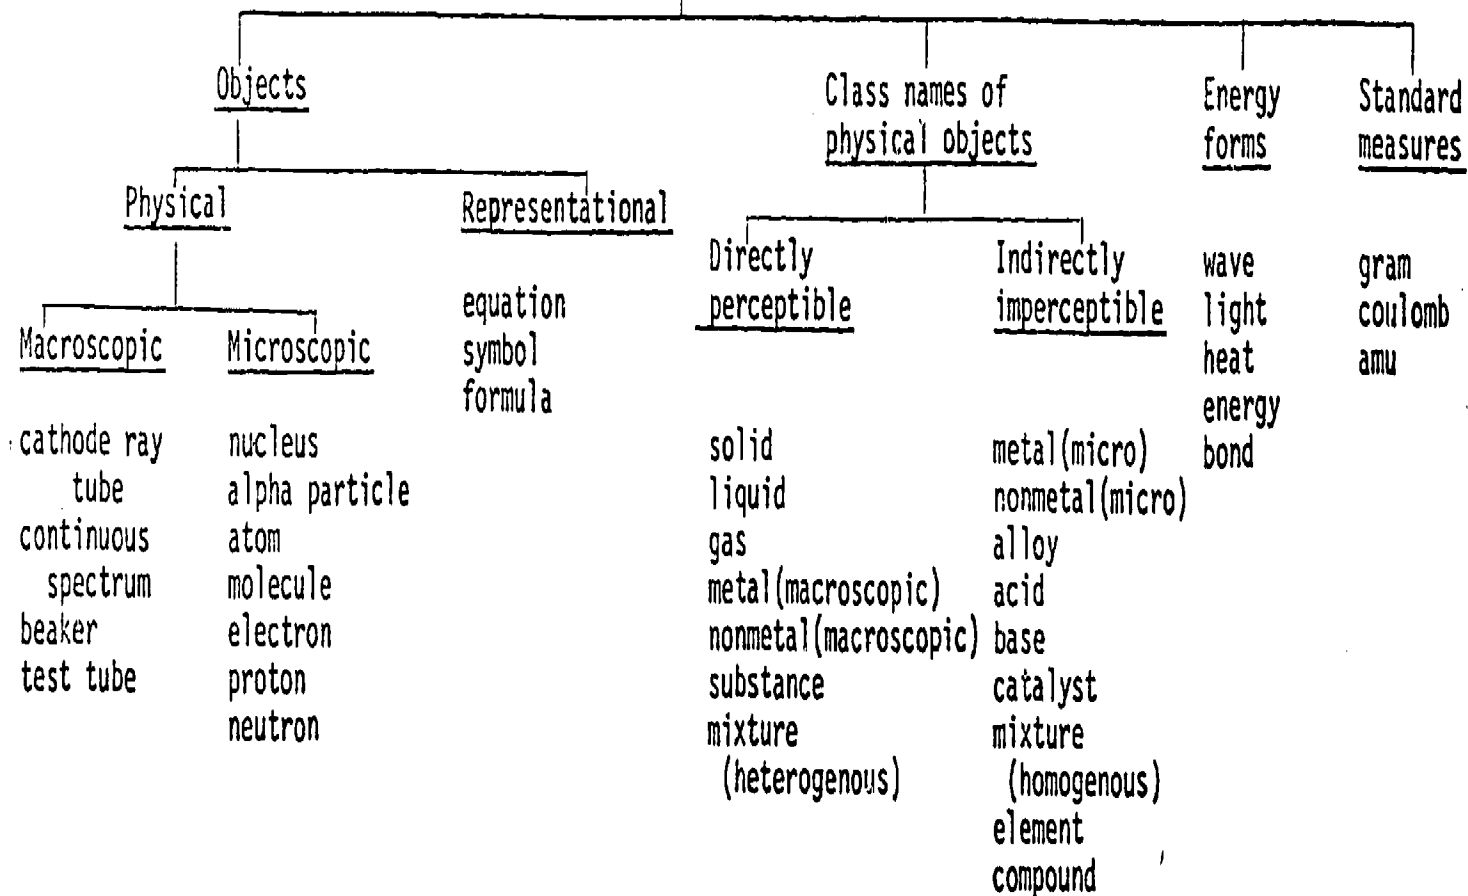 Objects
Class names of
physical objects
Energy
forms
Standard
measures
Physical
Representational
equation
symbol
formula
Macroscopic
cathode ray
tube
continuous
spectrum
beaker
test tube
Microscopic
nucleus
alpha particle
atom
molecule
electron
proton
neutron
Directly
perceptible
solid
liquid
gas
metal(macroscopic)
nonmetal(macroscopic)
substance
mixture
(heterogenous)
Indirectly
imperceptible
metal(micro)
nonmetal(micro)
alloy
acid
base
catalyst
mixture
(homogenous)
element
compound
wave
light
heat
energy
bond
gram
coulomb
amu